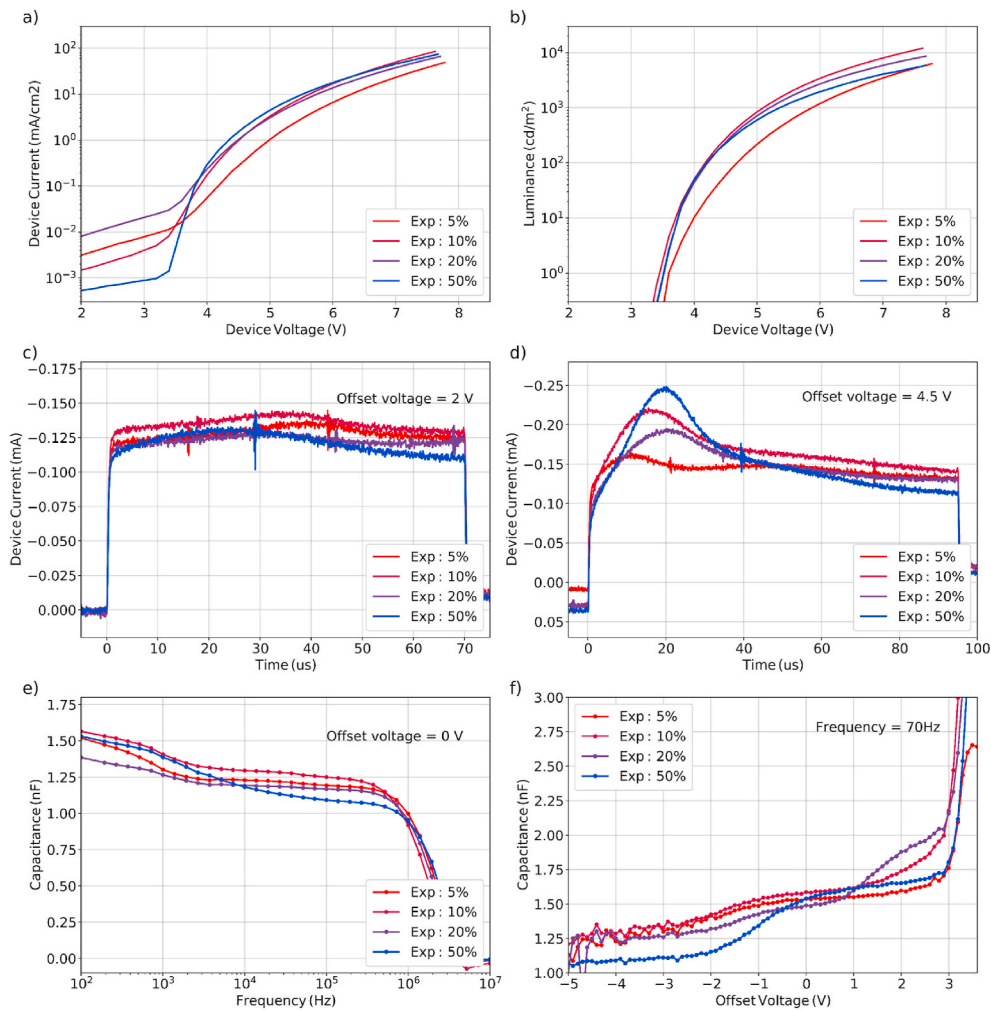 a)
10²
10¹
10⁰
10⁻¹
10⁻²
10⁻³
Device Current (mA/cm2)
Exp : 5%
Exp : 10%
Exp : 20%
Exp : 50%
2 3 4 5 6 7 8
Device Voltage (V)
b)
10⁴
10³
10²
10¹
10⁰
Luminance (cd/m²)
Exp : 5%
Exp : 10%
Exp : 20%
Exp : 50%
2 3 4 5 6 7 8
Device Voltage (V)
c)
−0.175
−0.150
−0.125
−0.100
−0.075
−0.050
−0.025
0.000
Device Current (mA)
Offset voltage = 2 V
Exp : 5%
Exp : 10%
Exp : 20%
Exp : 50%
0 10 20 30 40 50 60 70
Time (us)
d)
−0.25
−0.20
−0.15
−0.10
−0.05
0.00
0.05
Device Current (mA)
Offset voltage = 4.5 V
Exp : 5%
Exp : 10%
Exp : 20%
Exp : 50%
0 20 40 60 80 100
Time (us)
e)
1.75
1.50
1.25
1.00
0.75
0.50
0.25
0.00
Capacitance (nF)
Offset voltage = 0 V
Exp : 5%
Exp : 10%
Exp : 20%
Exp : 50%
10² 10³ 10⁴ 10⁵ 10⁶ 10⁷
Frequency (Hz)
f)
3.00
2.75
2.50
2.25
2.00
1.75
1.50
1.25
1.00
Capacitance (nF)
Exp : 5%
Exp : 10%
Exp : 20%
Exp : 50%
Frequency = 70Hz
−5 −4 −3 −2 −1 0 1 2 3
Offset Voltage (V)